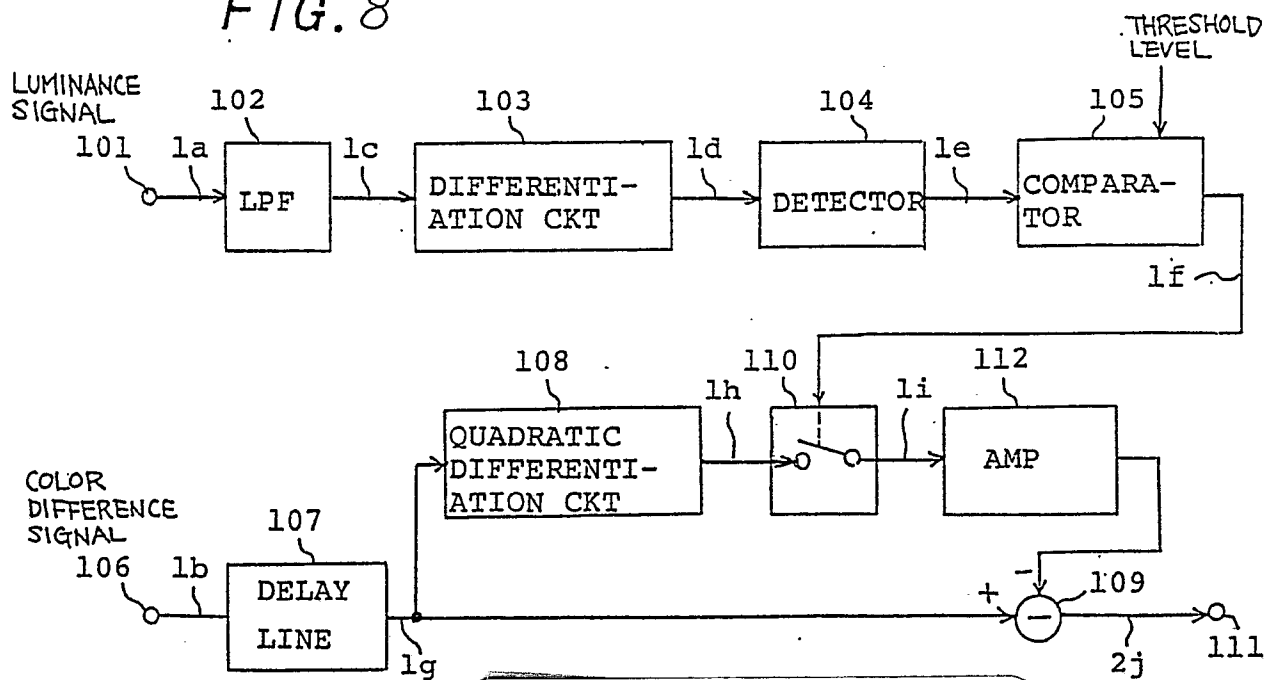 FIG. 8
THRESHOLD
LEVEL
LUMINANCE
SIGNAL
101
1a
102
LPF
1c
103
DIFFERENTI-
ATION CKT
1d
104
DETECTOR
1e
105
COMPARA-
TOR
1f
108
QUADRATIC
DIFFERENTI-
ATION CKT
1h
110
1i
112
AMP
COLOR
DIFFERENCE
SIGNAL
106
1b
107
DELAY
LINE
1g
+
-
-
109
2j
111